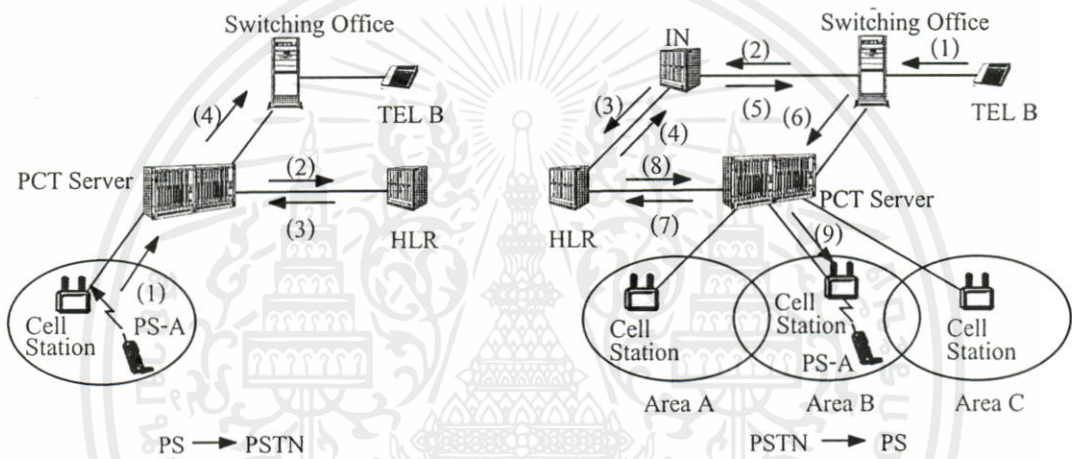 Switching Office
(4)
TEL B
PCT Server
(2)
(3)
HLR
(1)
Cell
Station
PS-A
PS → PSTN
Switching Office
IN
(2)
(1)
(3)
(4)
(5)
(6)
TEL B
(8)
PCT Server
HLR
(7)
(9)
Cell
Station
Cell
Station
PS-A
Cell
Station
Area A
Area B
Area C
PSTN → PS